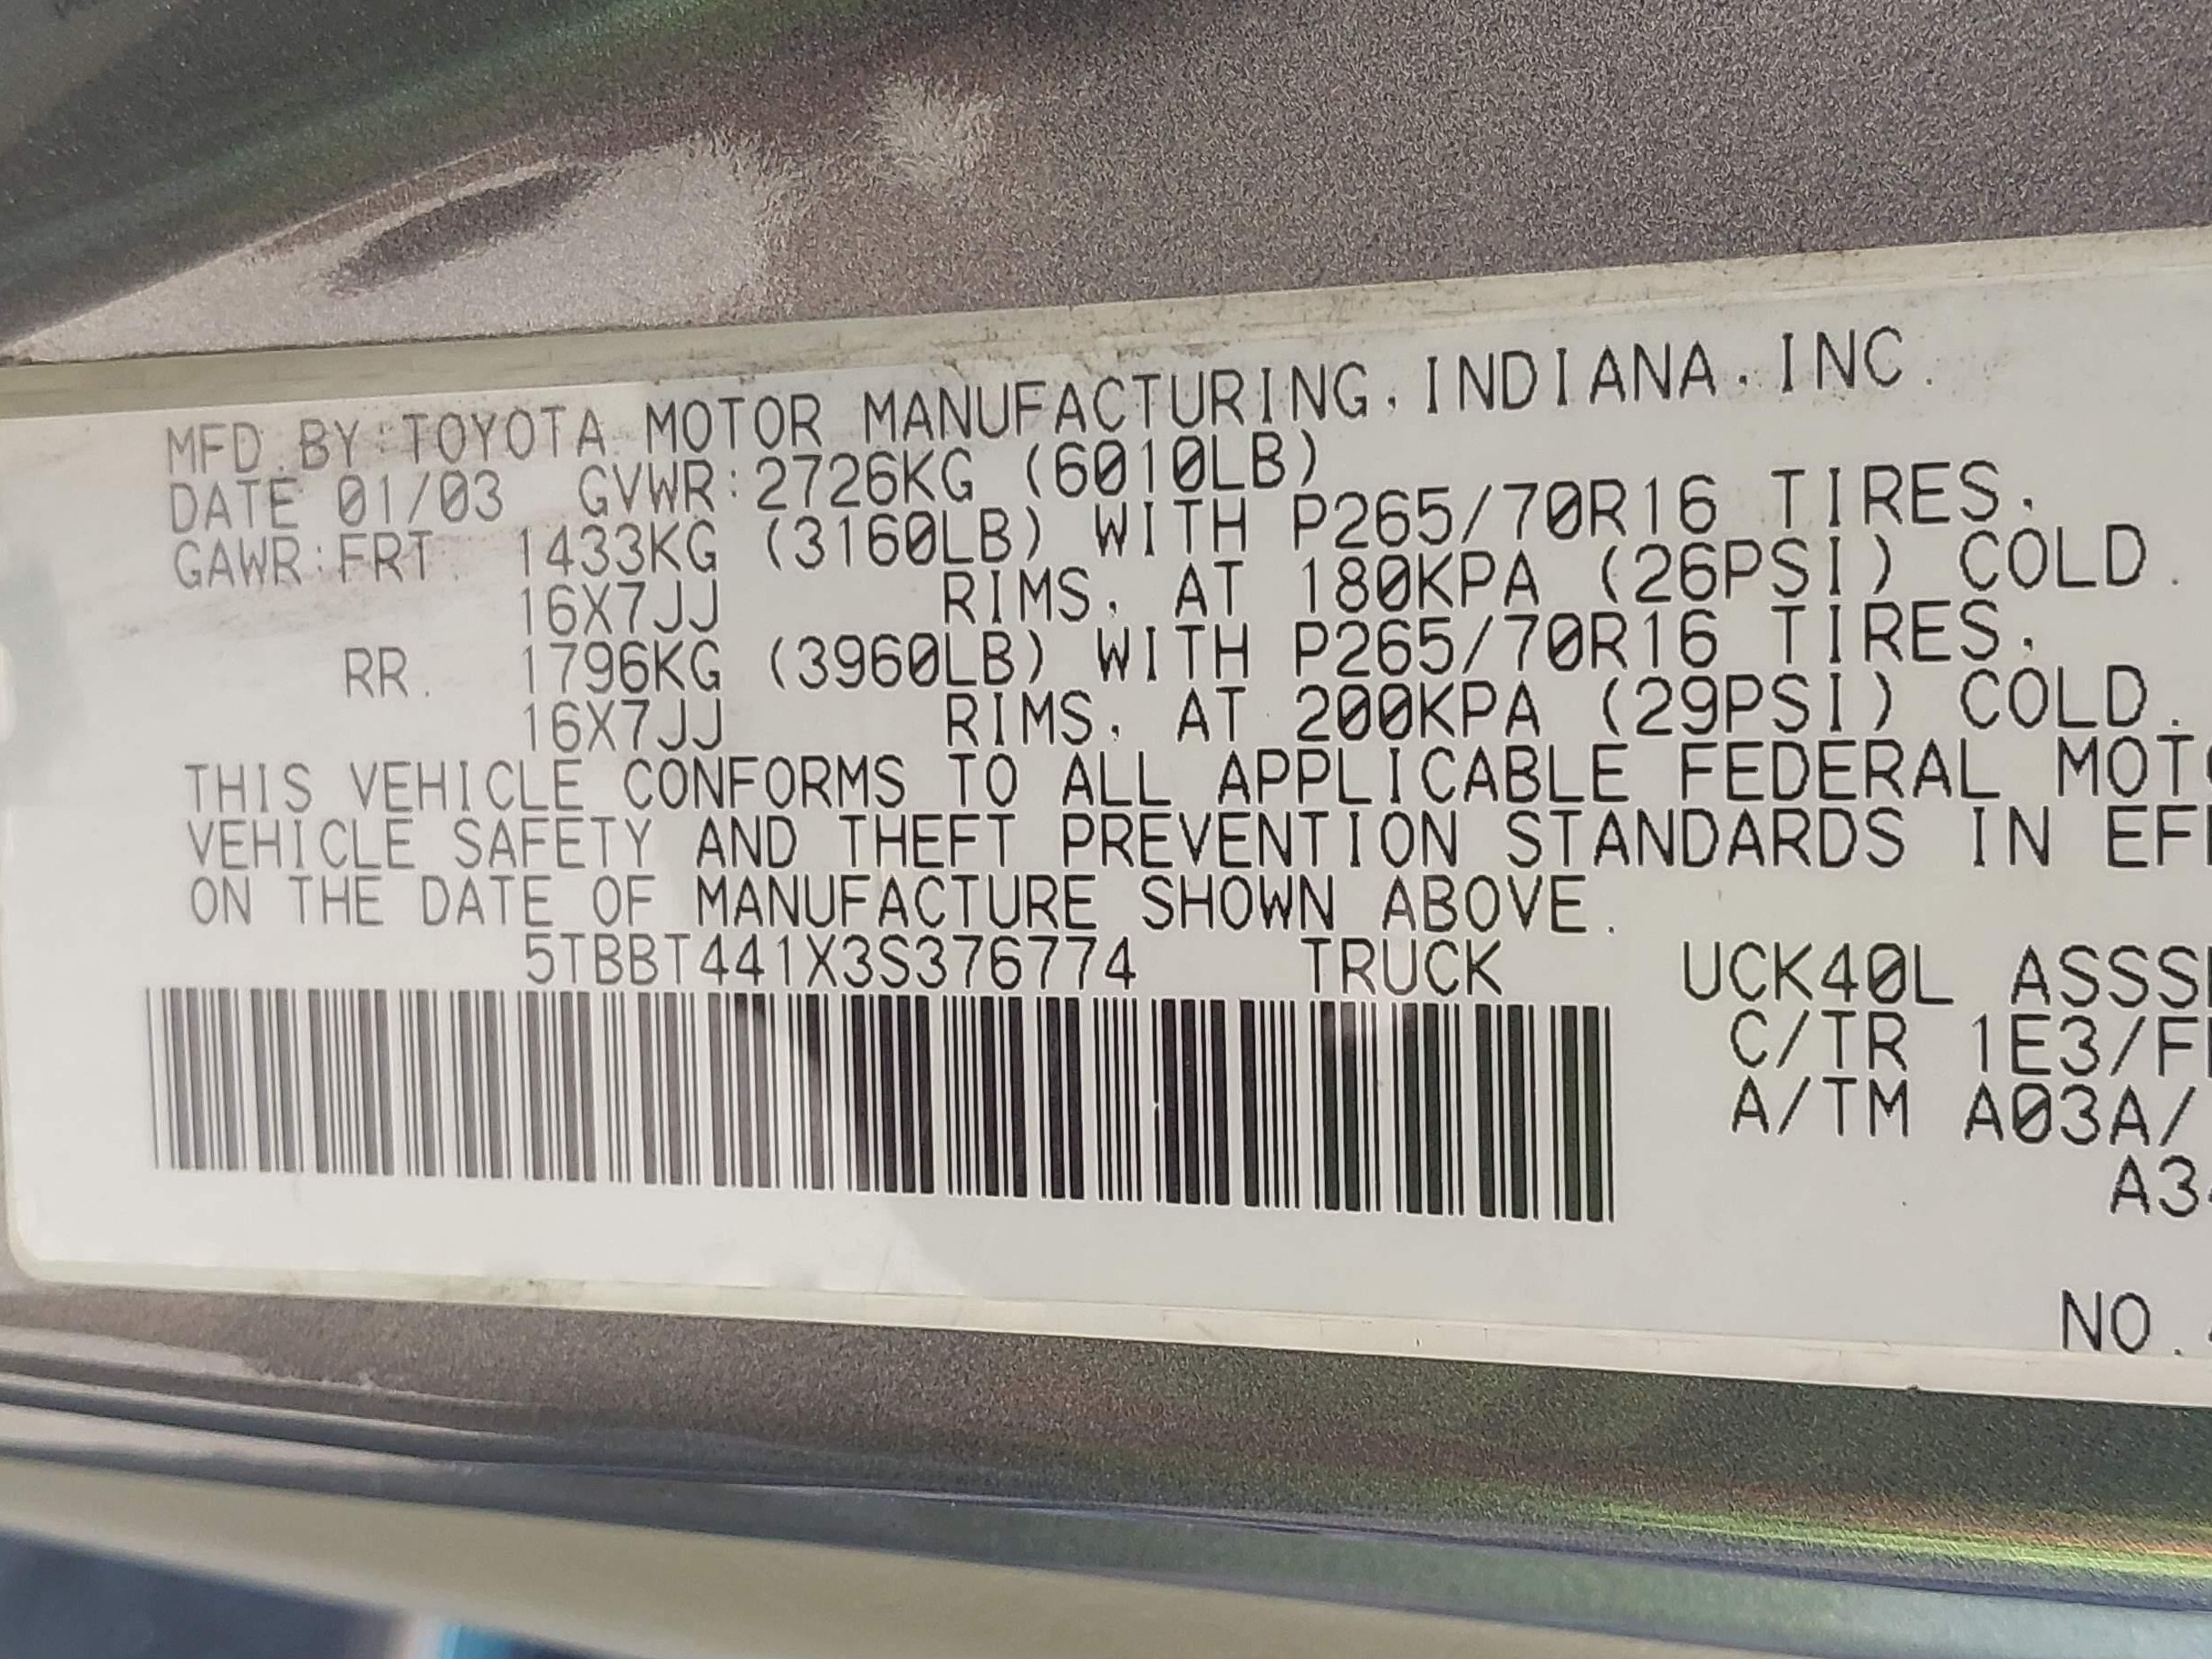 MFD. BY: TOYOTA MOTOR MANUFACTURING, INDIANA, INC.
DATE 01/03 GVWR: 2726KG (6010LB)
GAWR: FRT. 1433KG (3160LB) WITH P265/70R16 TIRES,
16X7JJ RIMS, AT 180KPA (26PSI) COLD.
RR. 1796KG (3960LB) WITH P265/70R16 TIRES,
16X7JJ RIMS, AT 200KPA (29PSI) COLD.
THIS VEHICLE CONFORMS TO ALL APPLICABLE FEDERAL
VEHICLE SAFETY AND THEFT PREVENTION STANDARDS IN
ON THE DATE OF MANUFACTURE SHOWN ABOVE.
5TBBT441X3S376774 TRUCK UCK40L
C/TR 1E3/
A/TM A03A/
NO.